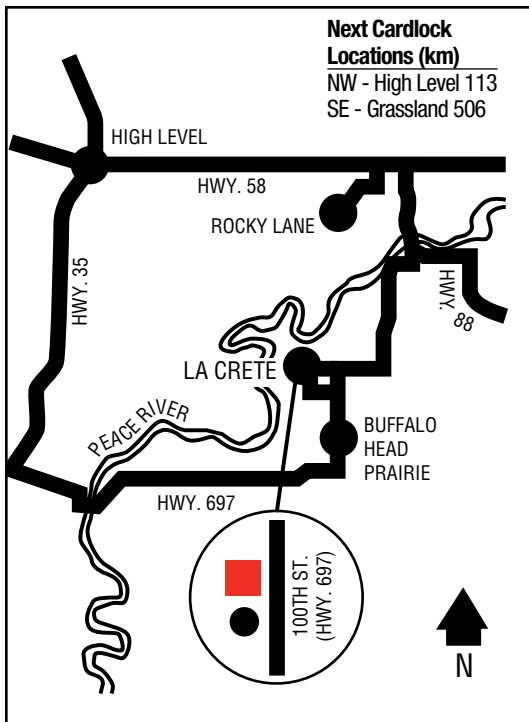 Next Cardlock
Locations (km)
NW - High Level 113
SE - Grassland 506
HIGH LEVEL
HWY. 58
ROCKY LANE
HWY. 35
HWY.
88
LA CRETE
PEACE RIVER
BUFFALO
HEAD
PRAIRIE
HWY. 697
100TH ST.
(HWY. 697)
N